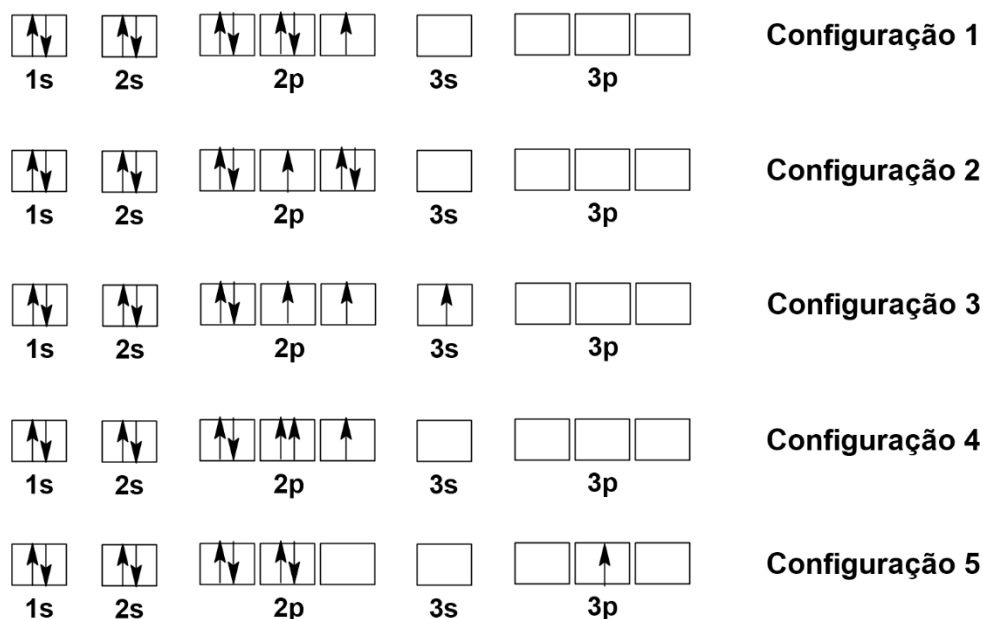 Configuração 1
1s 2s 2p 3s 3p
Configuração 2
1s 2s 2p 3s 3p
Configuração 3
1s 2s 2p 3s 3p
Configuração 4
1s 2s 2p 3s 3p
Configuração 5
1s 2s 2p 3s 3p